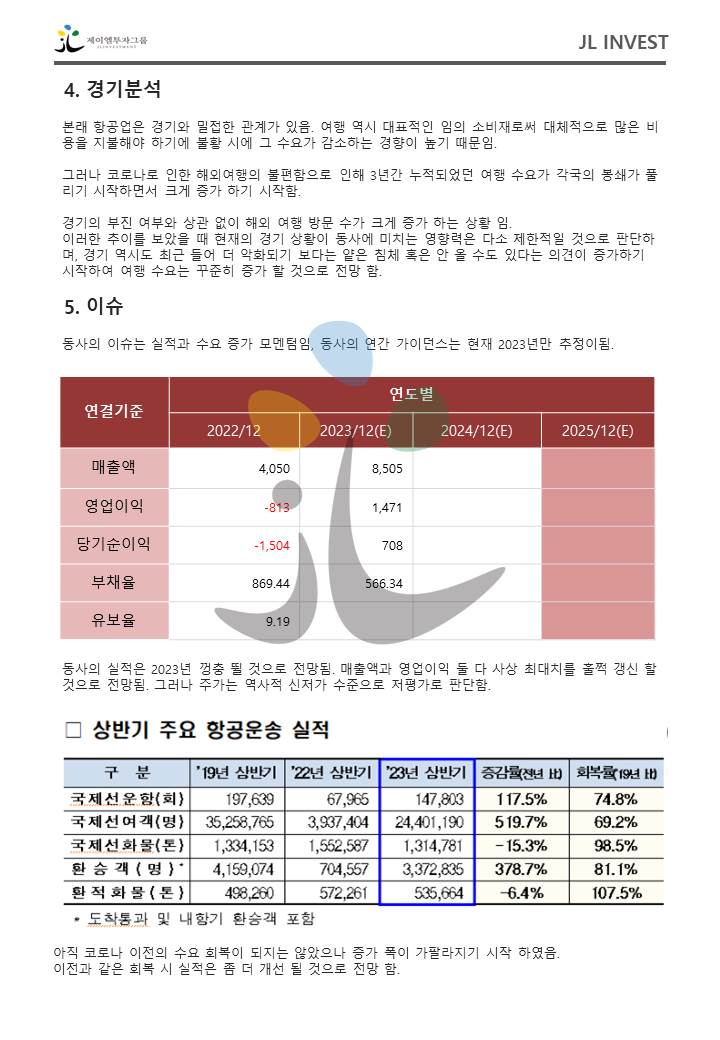 제이엘투자그룹
JLINVESTMENT
JL INVEST
4. 경기분석
본래 항공업은 경기와 밀접한 관계가 있음. 여행 역시 대표적인 임의 소비재로써 대체적으로 많은 비
용을 지불해야 하기에 불황 시에 그 수요가 감소하는 경향이 높기 때문임.
그러나 코로나로 인한 해외여행의 불편함으로 인해 3년간 누적되었던 여행 수요가 각국의 봉쇄가 풀
리기 시작하면서 크게 증가 하기 시작함.
경기의 부진 여부와 상관 없이 해외 여행 방문 수가 크게 증가 하는 상황 임.
이러한 추이를 보았을 때 현재의 경기 상황이 동사에 미치는 영향력은 다소 제한적일 것으로 판단하
며, 경기 역시도 최근 들어 더 악화되기 보다는 얕은 침체 혹은 안 올 수도 있다는 의견이 증가하기
시작하여 여행 수요는 꾸준히 증가 할 것으로 전망 함.
5. 이슈
동사의 이슈는 실적과 수요 증가 모멘텀임, 동사의 연간 가이던스는 현재 2023년만 추정이됨.
연결기준 연도별
2022/12 2023/12(E) 2024/12(E) 2025/12(E)
매출액 4,050 8,505
영업이익 -813 1,471
당기순이익 -1,504 708
부채율 869.44 566.34
유보율 9.19
동사의 실적은 2023년 껑충 뛸 것으로 전망됨. 매출액과 영업이익 둘 다 사상 최대치를 훌쩍 갱신 할
것으로 전망됨. 그러나 주가는 역사적 신저가 수준으로 저평가로 판단함.
□ 상반기 주요 항공운송 실적
구 분 '19년 상반기 '22년 상반기 '23년 상반기 증감률(전년 比) 회복률('19년 比)
국제선운항(회) 197,639 67,965 147,803 117.5% 74.8%
국제선여객(명) 35,258,765 3,937,404 24,401,190 519.7% 69.2%
국제선화물(톤) 1,334,153 1,552,587 1,314,781 -15.3% 98.5%
환승객(명)* 4,159,074 704,557 3,372,835 378.7% 81.1%
환적화물(톤) 498,260 572,261 535,664 -6.4% 107.5%
* 도착통과 및 내항기 환승객 포함
아직 코로나 이전의 수요 회복이 되지는 않았으나 증가 폭이 가팔라지기 시작 하였음.
이전과 같은 회복 시 실적은 좀 더 개선 될 것으로 전망 함.